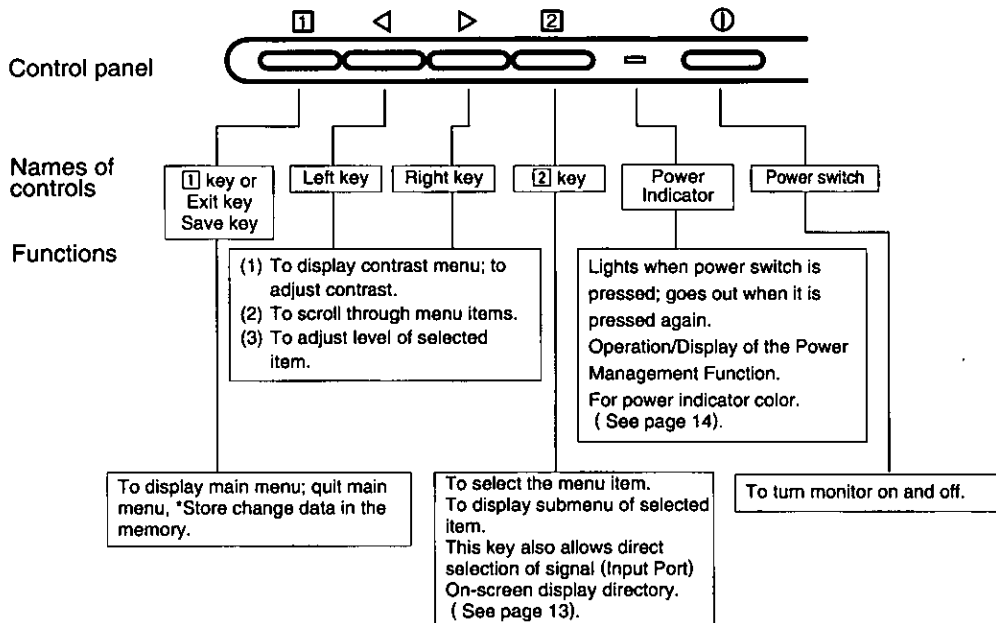 1 2
Control panel
Names of
controls
1 key or
Exit key
Save key
Left key
Right key
2 key
Power
Indicator
Power switch
Functions
(1) To display contrast menu; to
adjust contrast.
(2) To scroll through menu items.
(3) To adjust level of selected
item.
Lights when power switch is
pressed; goes out when it is
pressed again.
Operation/Display of the Power
Management Function.
For power indicator color.
( See page 14).
To display main menu; quit main
menu, *Store change data in the
memory.
To select the menu item.
To display submenu of selected
item.
This key also allows direct
selection of signal (Input Port)
On-screen display directory.
( See page 13).
To turn monitor on and off.